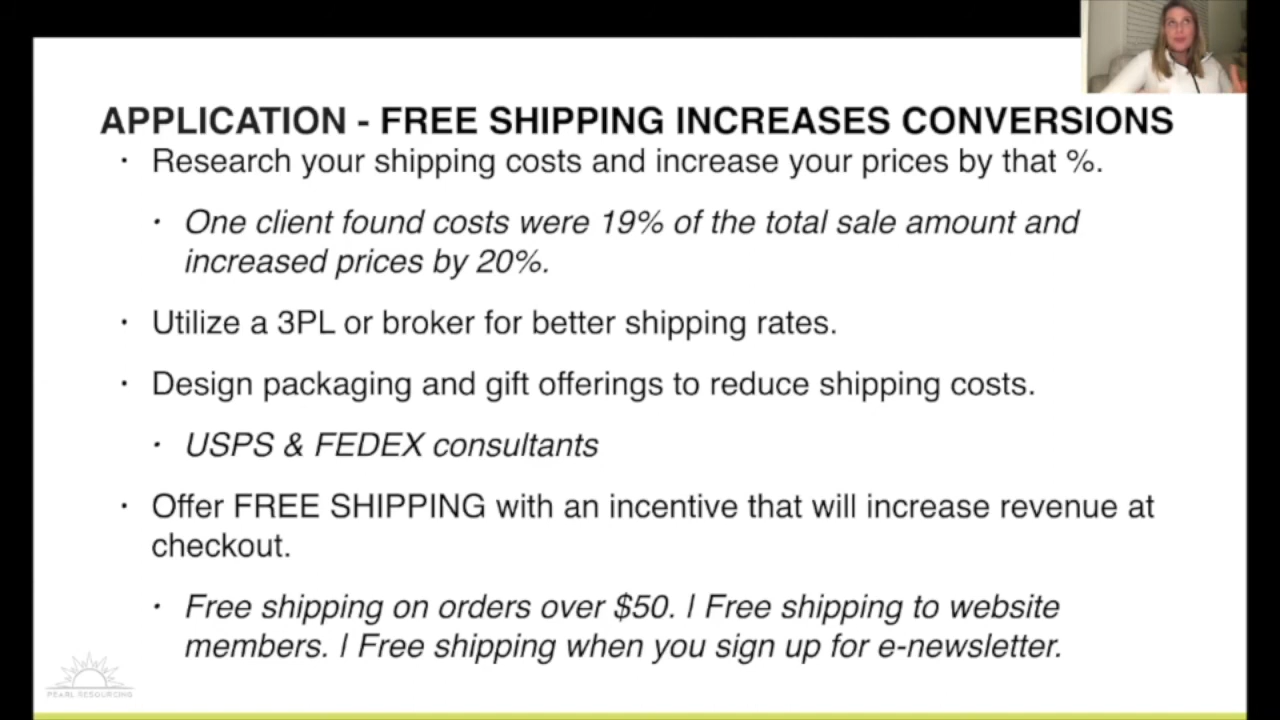 APPLICATION - FREE SHIPPING INCREASES CONVERSIONS
· Research your shipping costs and increase your prices by that %.
· One client found costs were 19% of the total sale amount and
increased prices by 20%.
· Utilize a 3PL or broker for better shipping rates.
· Design packaging and gift offerings to reduce shipping costs.
· USPS & FEDEX consultants
· Offer FREE SHIPPING with an incentive that will increase revenue at
checkout.
· Free shipping on orders over $50. | Free shipping to website
members. | Free shipping when you sign up for e-newsletter.
PEARL RESOURCING